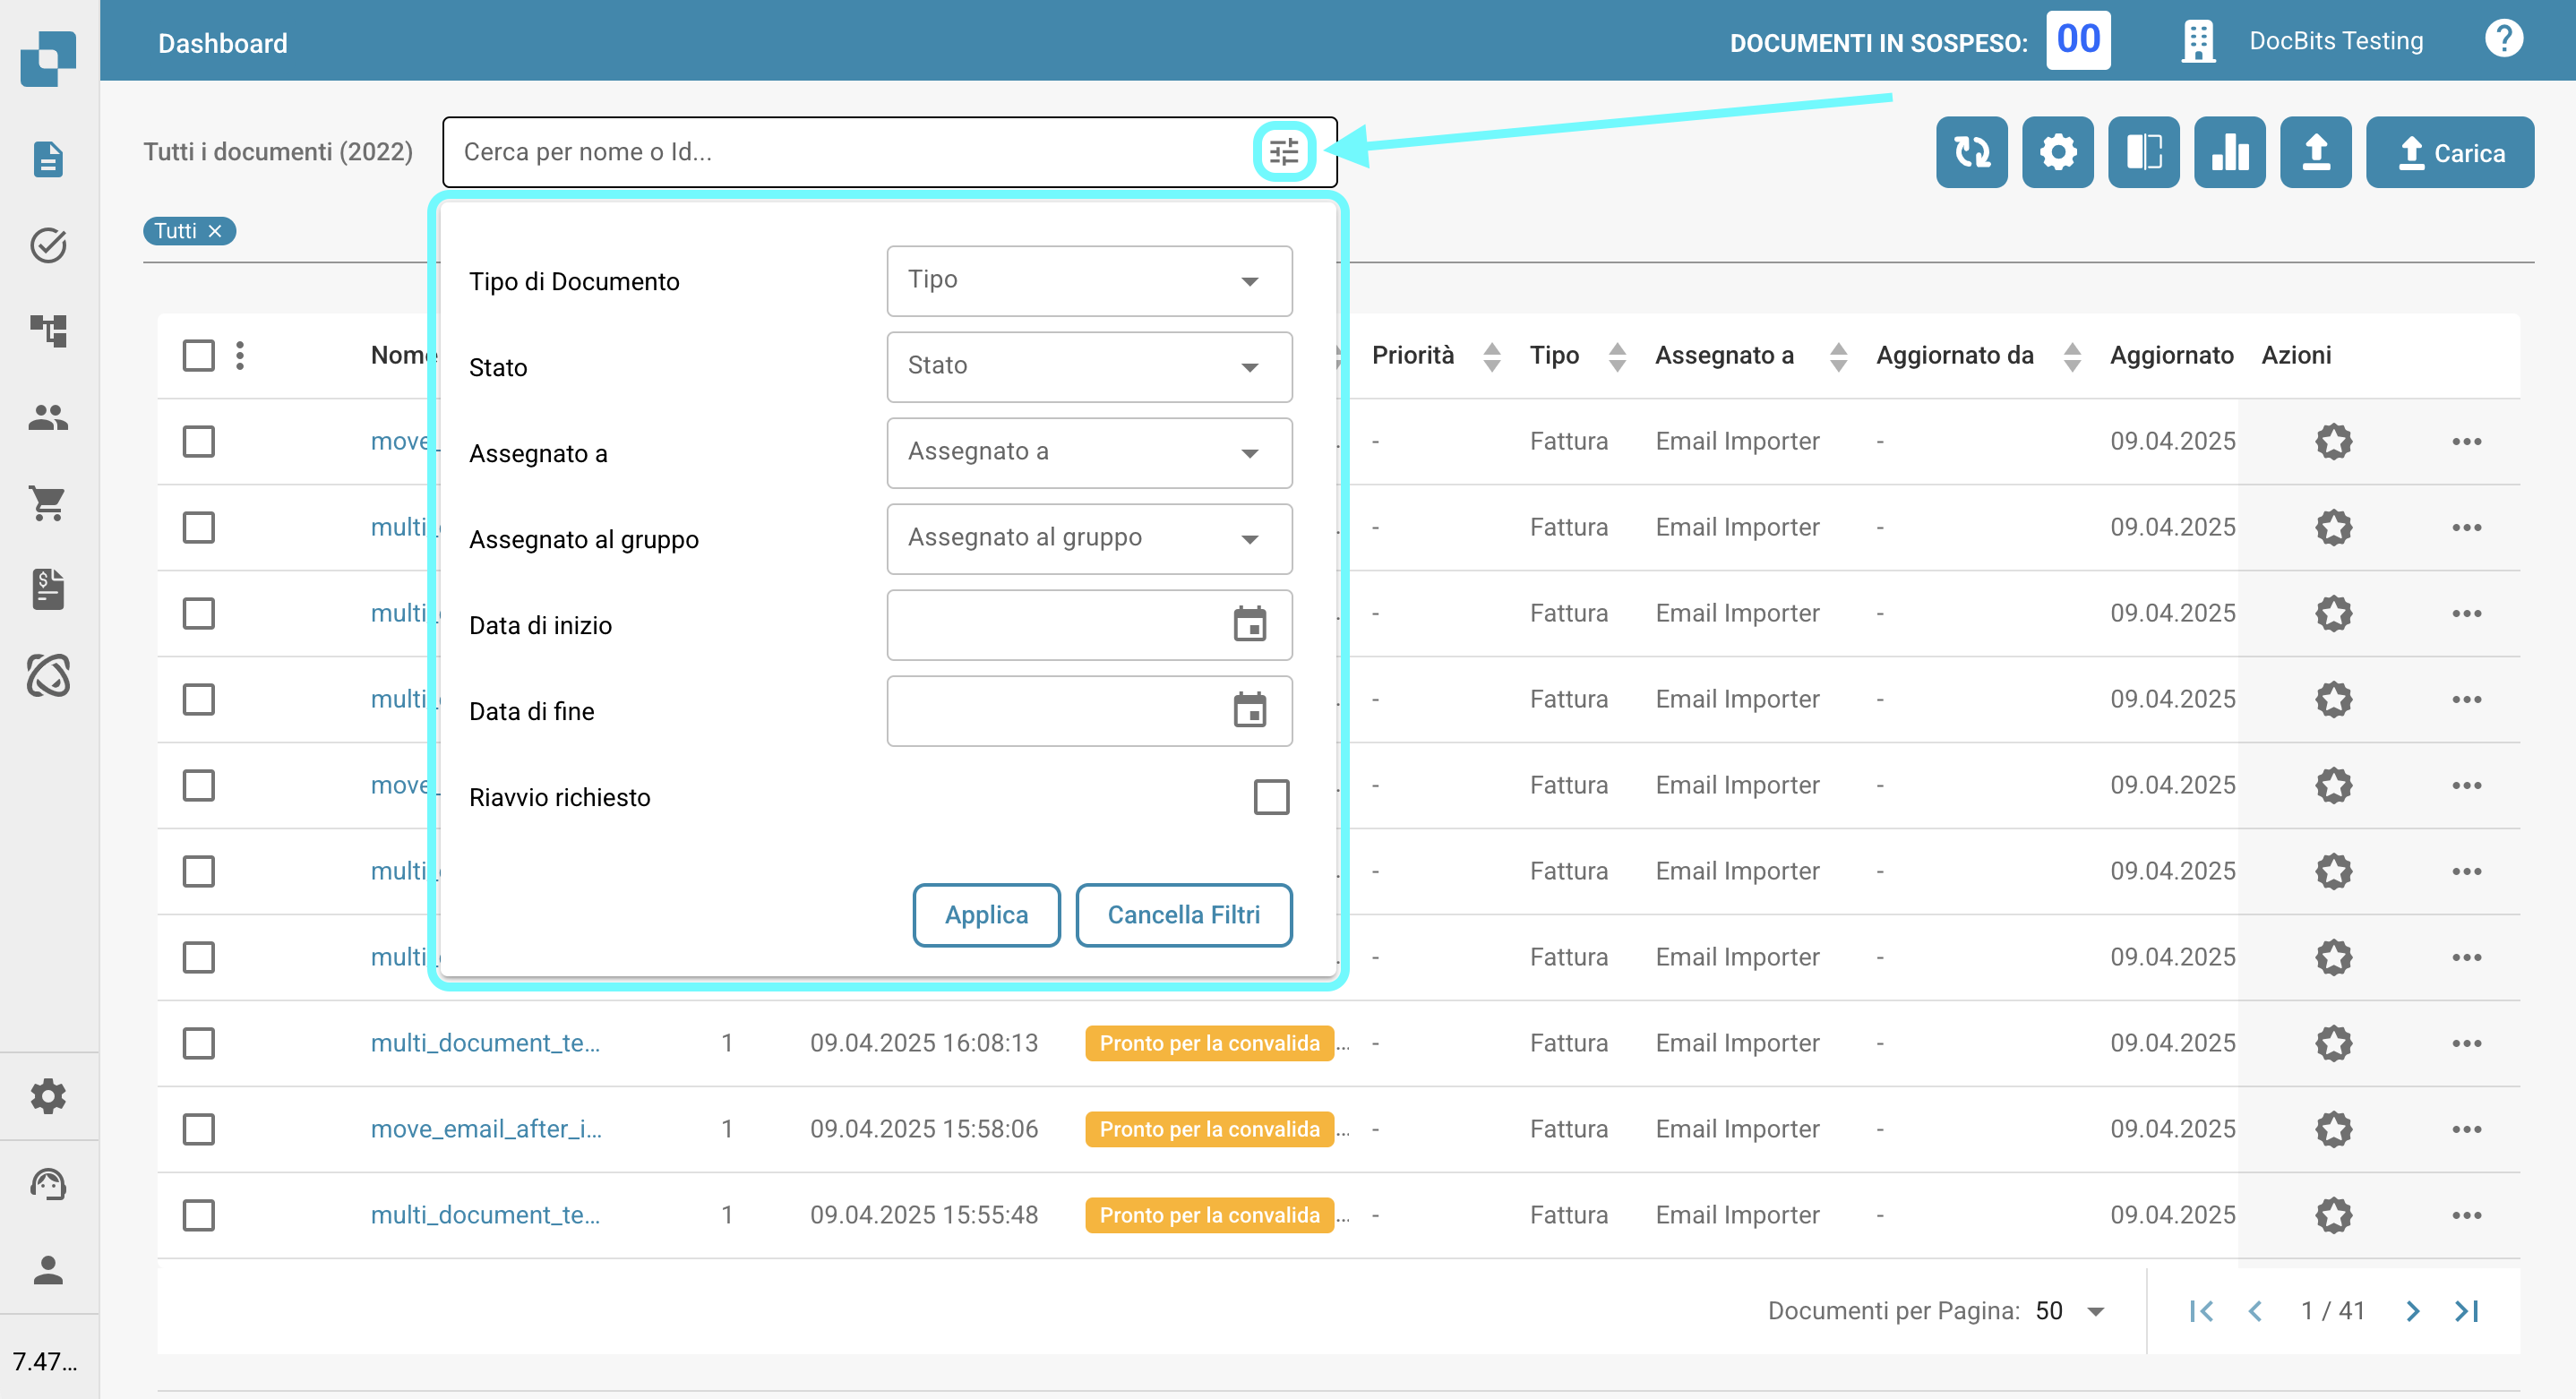 Dashboard
DOCUMENTI IN SOSPESO: 00
DocBits Testing
Tutti i documenti (2022)
Cerca per nome o Id...
Carica
Tutti
Tipo di Documento
Tipo
Stato
Stato
Assegnato a
Assegnato a
Assegnato al gruppo
Assegnato al gruppo
Data di inizio
Data di fine
Riavvio richiesto
Applica
Cancella Filtri
Nome Priorità Tipo Assegnato a Aggiornato da Aggiornato Azioni
move_ - Fattura Email Importer - 09.04.2025
multi_ - Fattura Email Importer - 09.04.2025
multi_ - Fattura Email Importer - 09.04.2025
multi_ - Fattura Email Importer - 09.04.2025
move_ - Fattura Email Importer - 09.04.2025
multi_ - Fattura Email Importer - 09.04.2025
multi_ - Fattura Email Importer - 09.04.2025
multi_document_te... 1 09.04.2025 16:08:13 Pronto per la convalida ... - Fattura Email Importer - 09.04.2025
move_email_after_i... 1 09.04.2025 15:58:06 Pronto per la convalida ... - Fattura Email Importer - 09.04.2025
multi_document_te... 1 09.04.2025 15:55:48 Pronto per la convalida ... - Fattura Email Importer - 09.04.2025
Documenti per Pagina: 50
1 / 41
7.47...